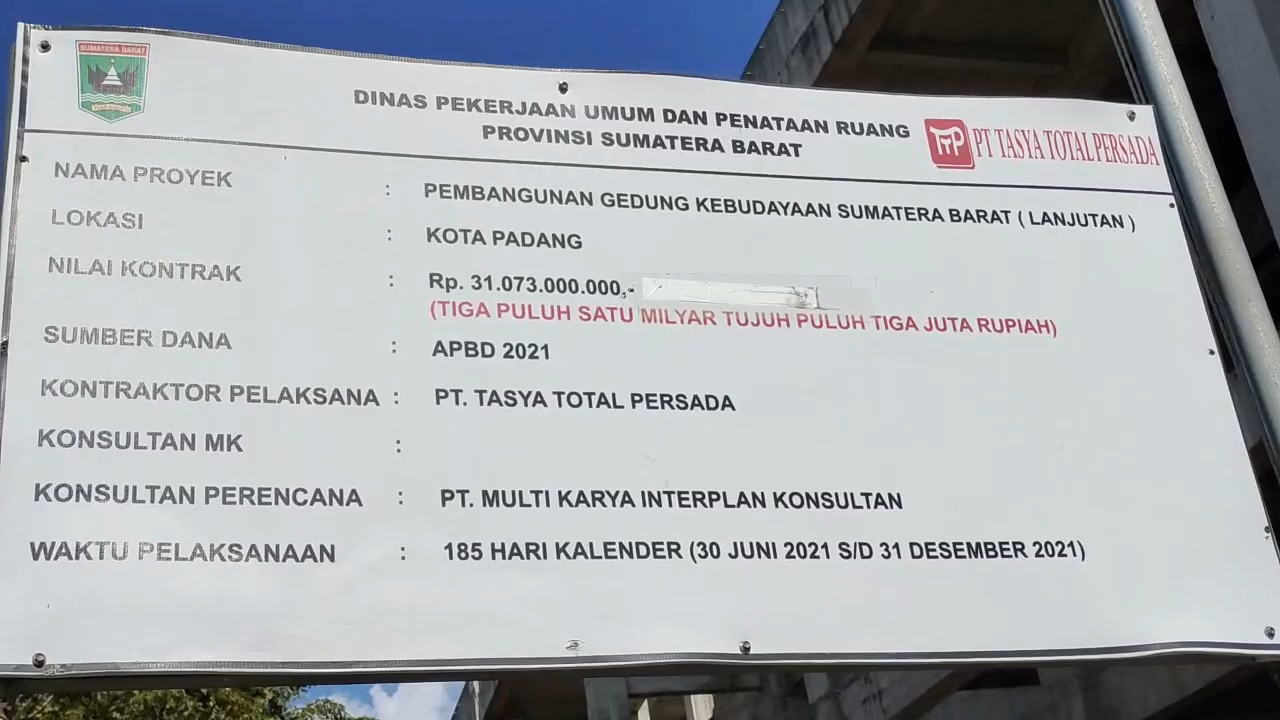 SUMATERA BARAT
DINAS PEKERJAAN UMUM DAN PENATAAN RUANG
PROVINSI SUMATERA BARAT
TTP PT TASYA TOTAL PERSADA
NAMA PROYEK : PEMBANGUNAN GEDUNG KEBUDAYAAN SUMATERA BARAT ( LANJUTAN )
LOKASI : KOTA PADANG
NILAI KONTRAK : Rp. 31.073.000.000,-
(TIGA PULUH SATU MILYAR TUJUH PULUH TIGA JUTA RUPIAH)
SUMBER DANA : APBD 2021
KONTRAKTOR PELAKSANA : PT. TASYA TOTAL PERSADA
KONSULTAN MK :
KONSULTAN PERENCANA : PT. MULTI KARYA INTERPLAN KONSULTAN
WAKTU PELAKSANAAN : 185 HARI KALENDER (30 JUNI 2021 S/D 31 DESEMBER 2021)